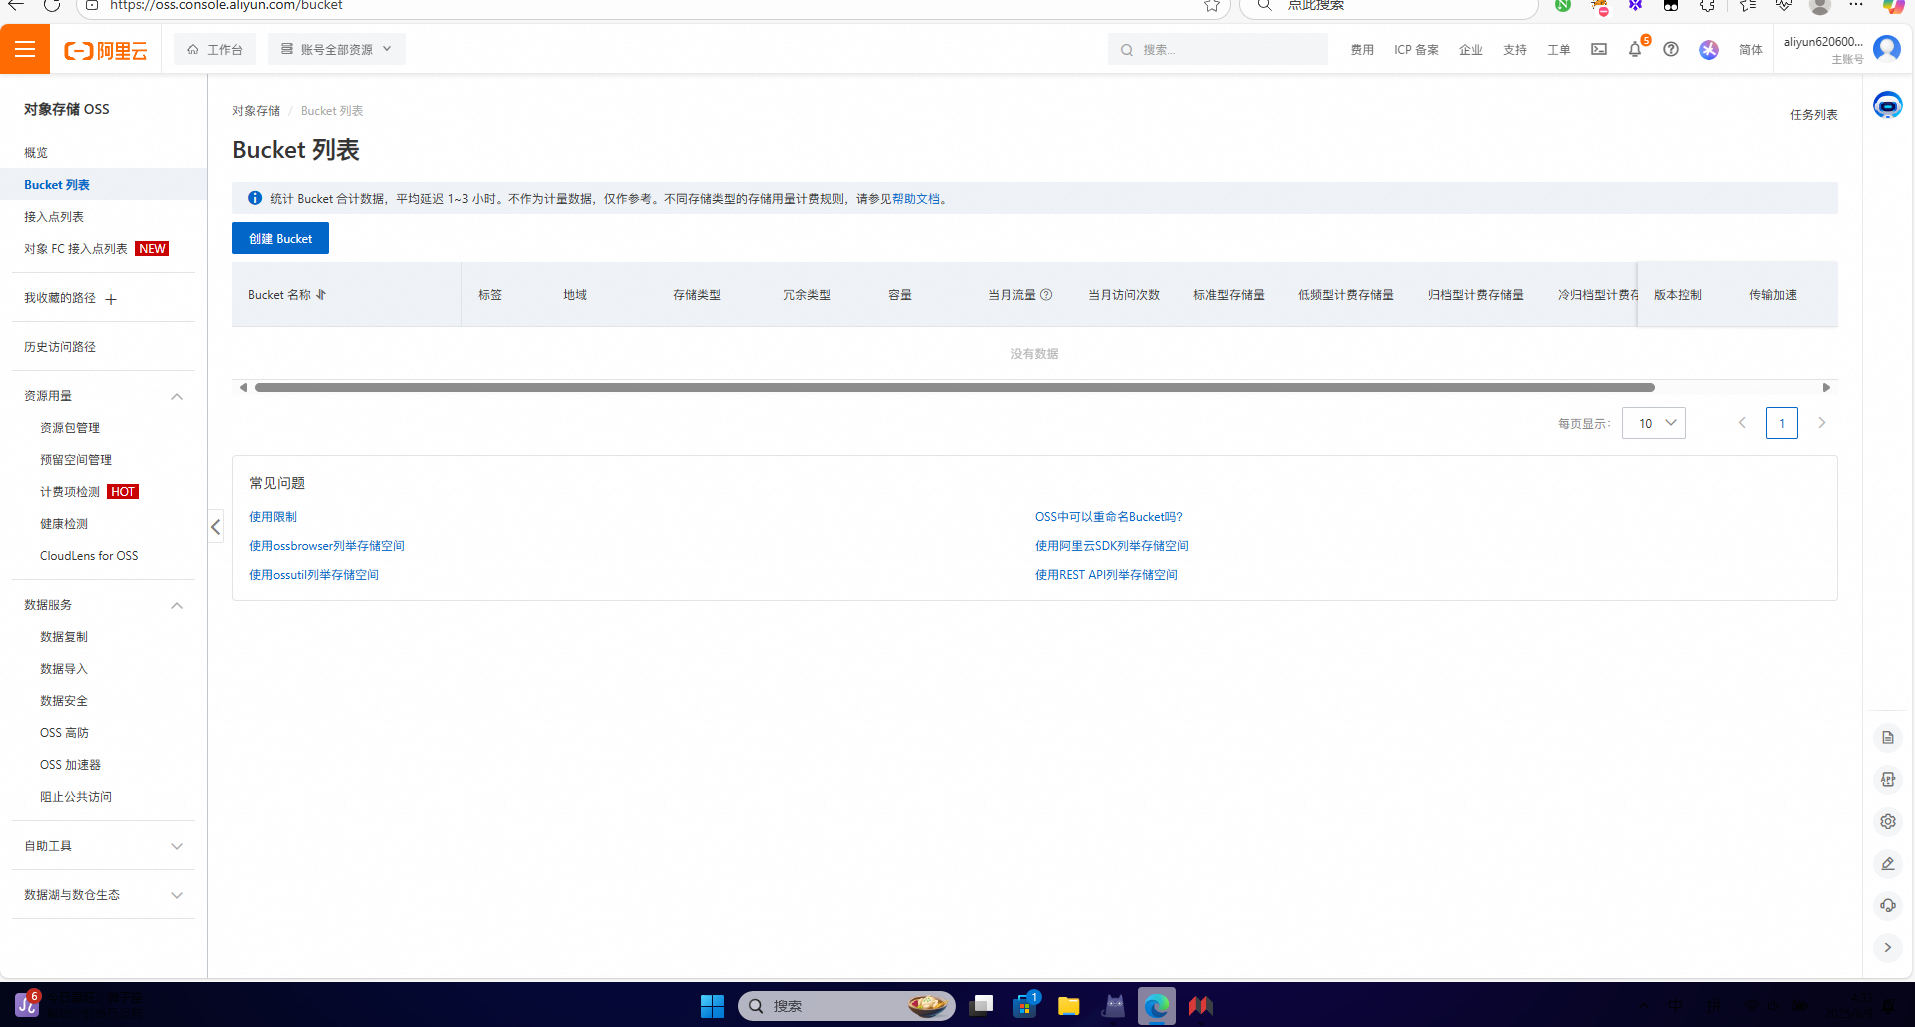 https://oss.console.aliyun.com/bucket
点此搜索
阿里云
工作台
账号全部资源
搜索...
费用
ICP 备案
企业
支持
工单
5
简体
aliyun620600...
主账号
对象存储 OSS
概览
Bucket 列表
接入点列表
对象 FC 接入点列表 NEW
我收藏的路径
历史访问路径
资源用量
资源包管理
预留空间管理
计费项检测 HOT
健康检测
CloudLens for OSS
数据服务
数据复制
数据导入
数据安全
OSS 高防
OSS 加速器
阻止公共访问
自助工具
数据湖与数仓生态
对象存储 / Bucket 列表
任务列表
Bucket 列表
统计 Bucket 合计数据，平均延迟 1~3 小时。不作为计量数据，仅作参考。不同存储类型的存储用量计费规则，请参见帮助文档。
创建 Bucket
Bucket 名称
标签
地域
存储类型
冗余类型
容量
当月流量
当月访问次数
标准型存储量
低频型计费存储量
归档型计费存储量
冷归档型计费存
版本控制
传输加速
没有数据
每页显示：
10
1
常见问题
使用限制
OSS中可以重命名Bucket吗?
使用ossbrowser列举存储空间
使用阿里云SDK列举存储空间
使用ossutil列举存储空间
使用REST API列举存储空间
APP
6
搜索
1